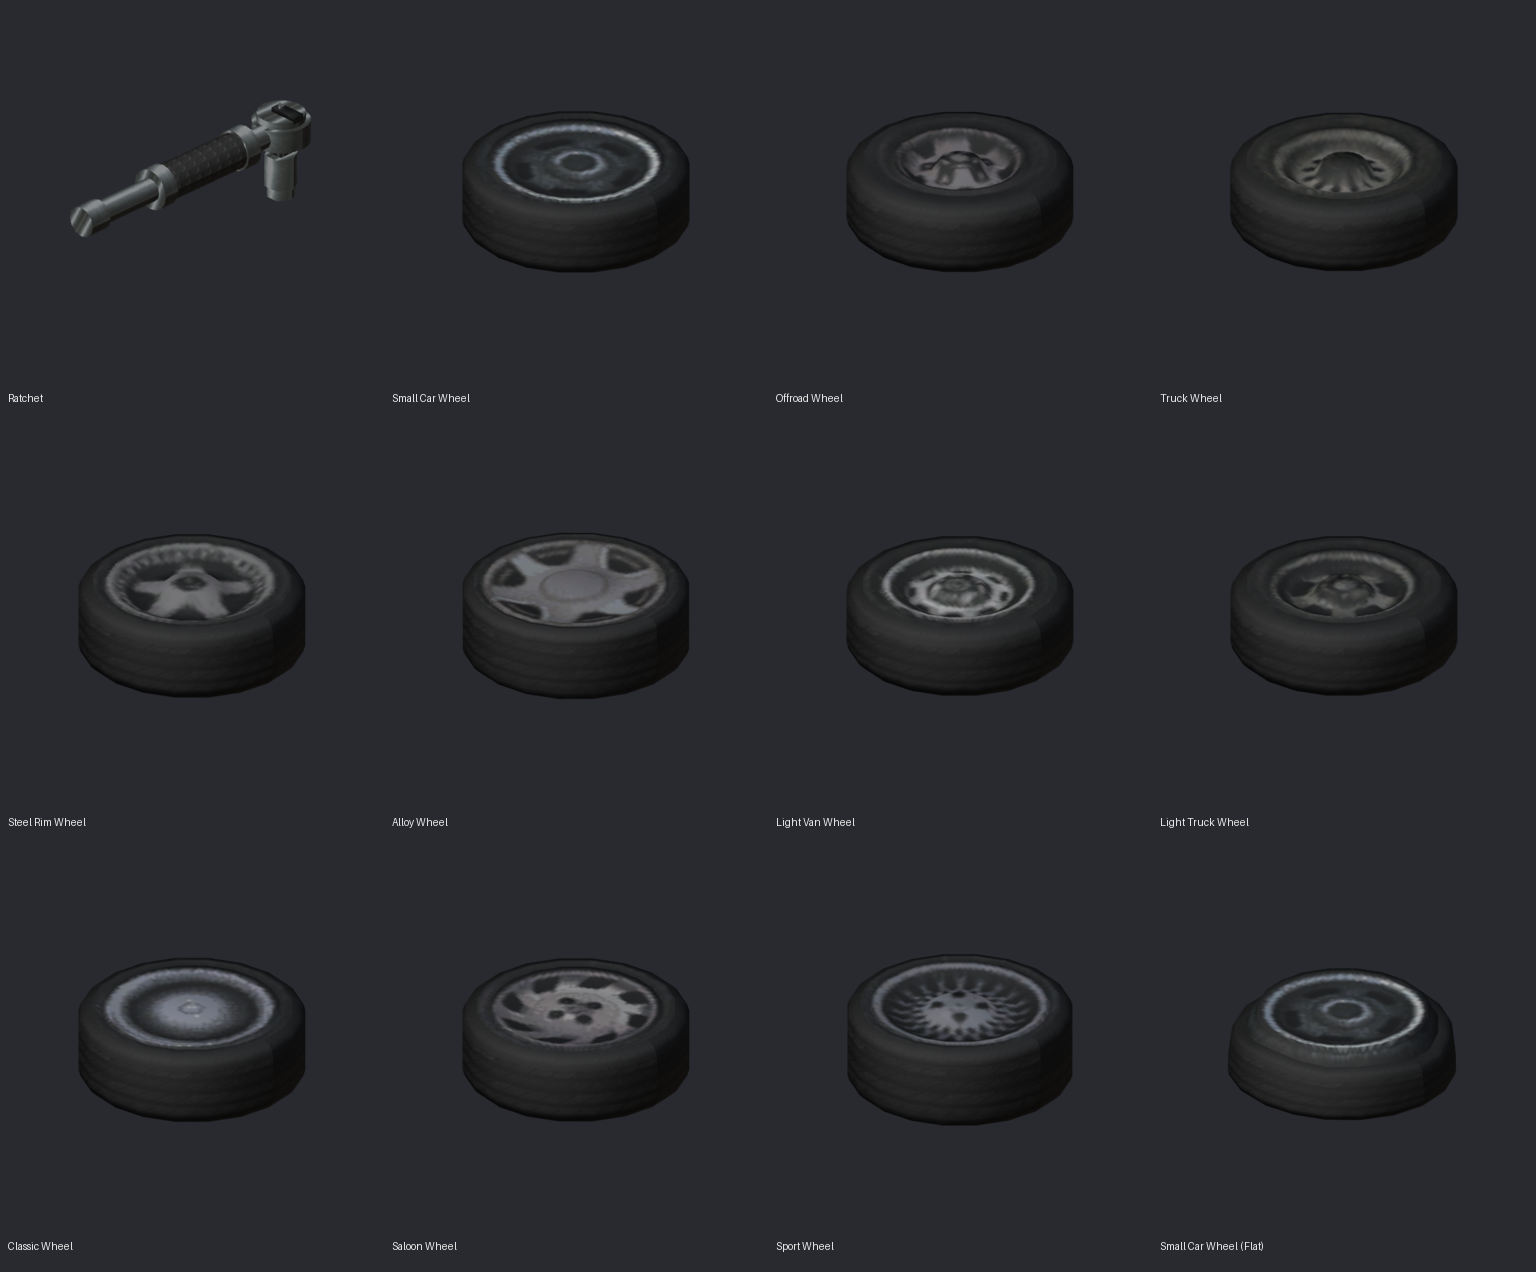 Ratchet
Small Car Wheel
Offroad Wheel
Truck Wheel
Steel Rim Wheel
Alloy Wheel
Light Van Wheel
Light Truck Wheel
Classic Wheel
Saloon Wheel
Sport Wheel
Small Car Wheel (Flat)